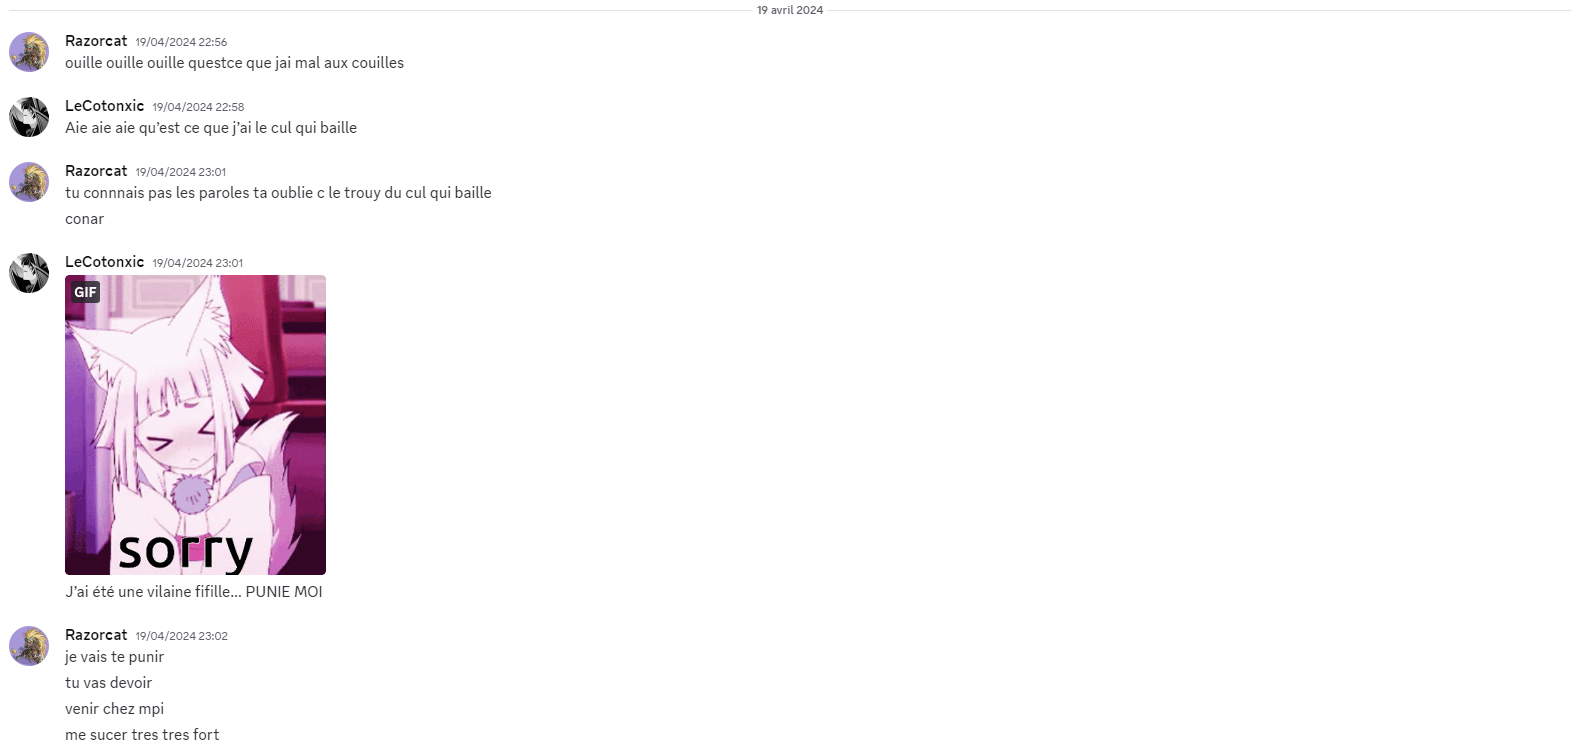 19 avril 2024
Razorcat 19/04/2024 22:56
ouille ouille ouille questce que jai mal aux couilles
LeCotonxic 19/04/2024 22:58
Aie aie aie qu’est ce que j’ai le cul qui baille
Razorcat 19/04/2024 23:01
tu connnais pas les paroles ta oublie c le trouy du cul qui baille
conar
LeCotonxic 19/04/2024 23:01
GIF
sorry
J’ai été une vilaine fifille... PUNIE MOI
Razorcat 19/04/2024 23:02
je vais te punir
tu vas devoir
venir chez mpi
me sucer tres tres fort